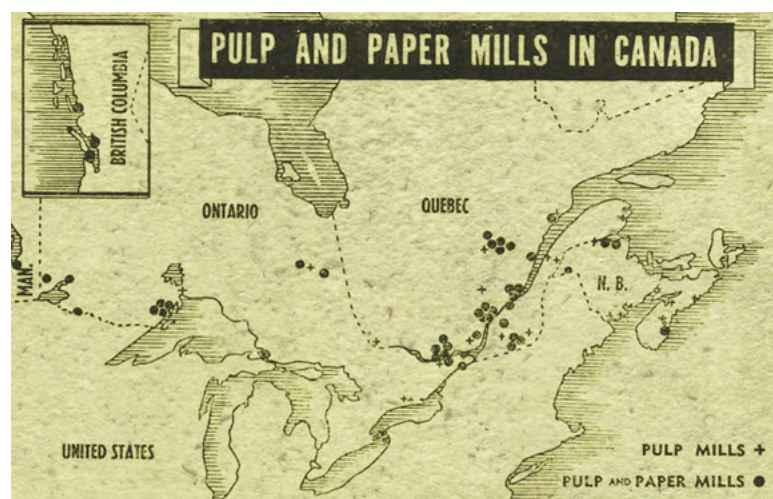 PULP AND PAPER MILLS IN CANADA
BRITISH COLUMBIA
ONTARIO
QUEBEC
MAN.
N. B.
UNITED STATES
PULP MILLS +
PULP AND PAPER MILLS ●